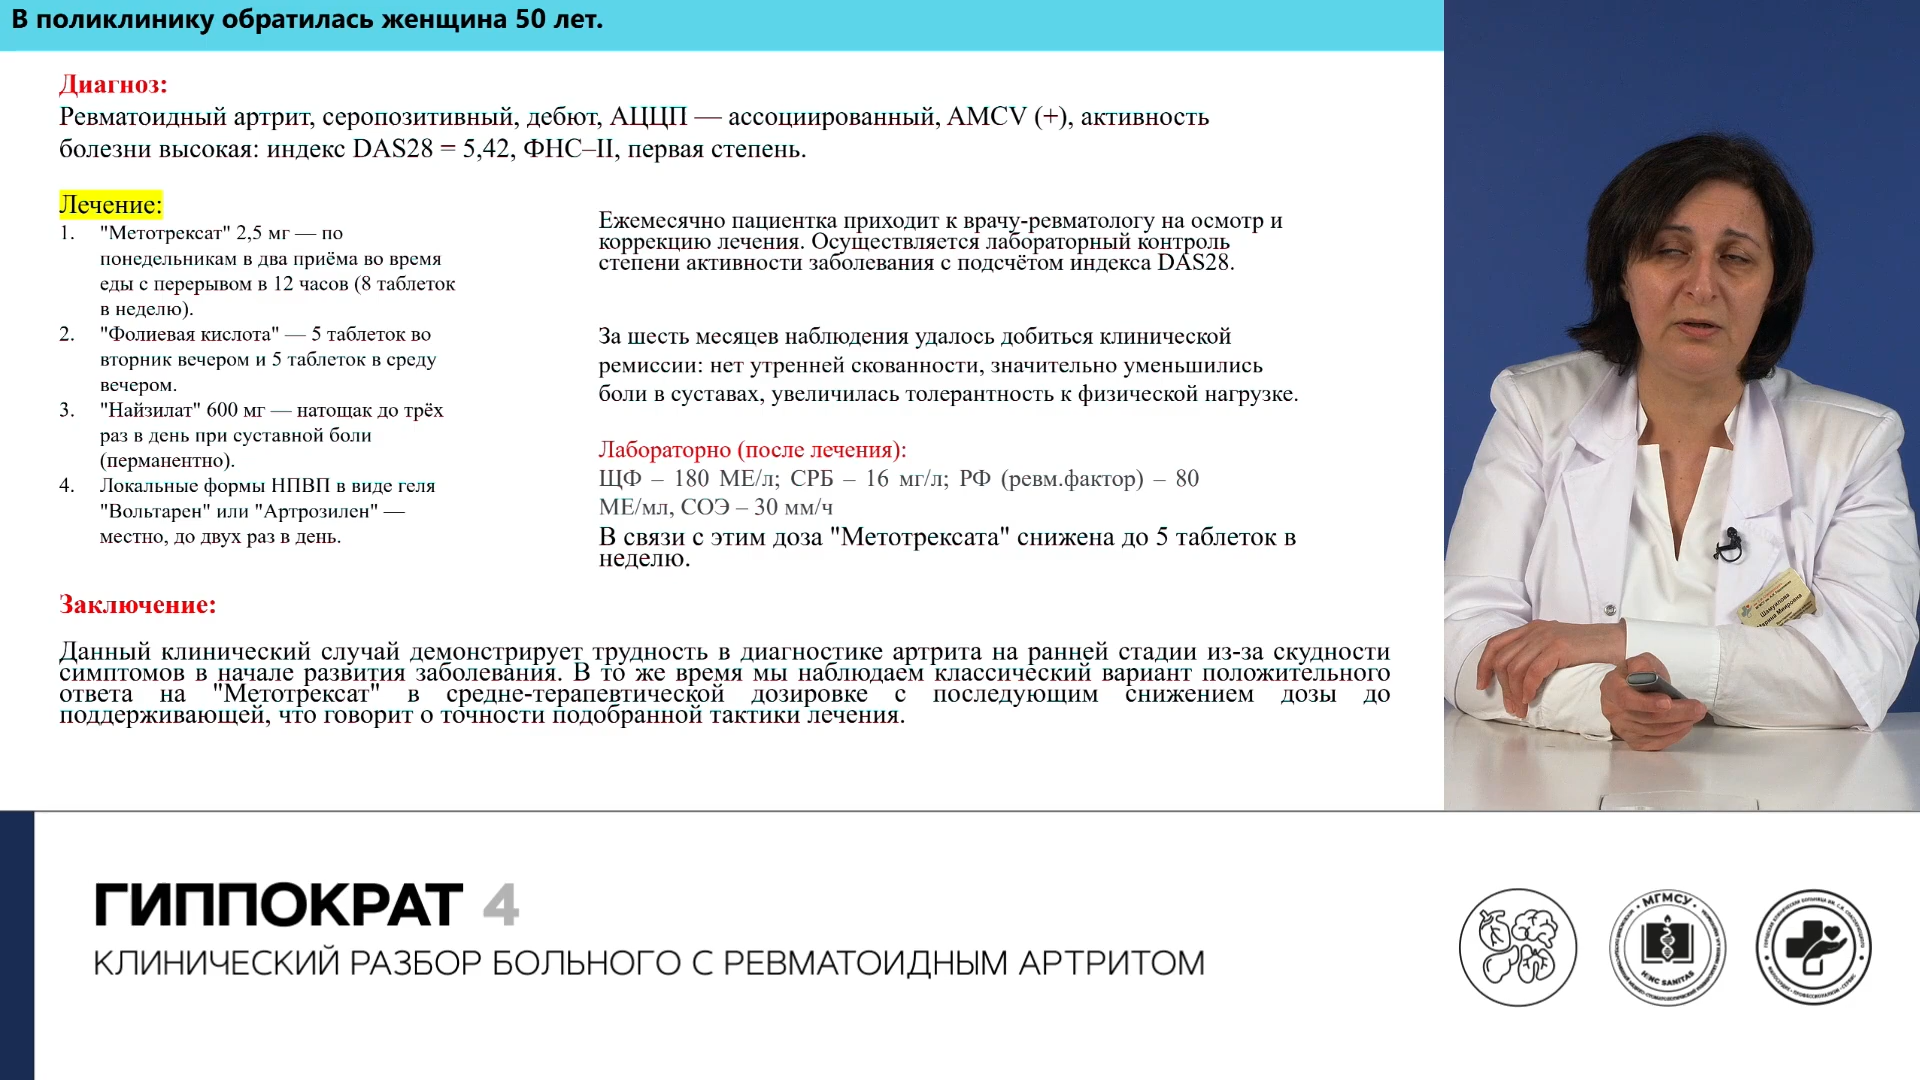 В поликлинику обратилась женщина 50 лет.
Диагноз:
Ревматоидный артрит, серопозитивный, дебют, АЦЦП — ассоциированный, AMCV (+), активность
болезни высокая: индекс DAS28 = 5,42, ФНС–II, первая степень.
Лечение:
1. "Метотрексат" 2,5 мг — по
понедельникам в два приёма во время
еды с перерывом в 12 часов (8 таблеток
в неделю).
2. "Фолиевая кислота" — 5 таблеток во
вторник вечером и 5 таблеток в среду
вечером.
3. "Найзилат" 600 мг — натощак до трёх
раз в день при суставной боли
(перманентно).
4. Локальные формы НПВП в виде геля
"Вольтарен" или "Артрозилен" —
местно, до двух раз в день.
Ежемесячно пациентка приходит к врачу-ревматологу на осмотр и
коррекцию лечения. Осуществляется лабораторный контроль
степени активности заболевания с подсчётом индекса DAS28.
За шесть месяцев наблюдения удалось добиться клинической
ремиссии: нет утренней скованности, значительно уменьшились
боли в суставах, увеличилась толерантность к физической нагрузке.
Лабораторно (после лечения):
ЩФ – 180 МЕ/л; СРБ – 16 мг/л; РФ (ревм.фактор) – 80
МЕ/мл, СОЭ – 30 мм/ч
В связи с этим доза "Метотрексата" снижена до 5 таблеток в
неделю.
Заключение:
Данный клинический случай демонстрирует трудность в диагностике артрита на ранней стадии из-за скудности
симптомов в начале развития заболевания. В то же время мы наблюдаем классический вариант положительного
ответа на "Метотрексат" в средне-терапевтической дозировке с последующим снижением дозы до
поддерживающей, что говорит о точности подобранной тактики лечения.
ГИППОКРАТ 4
КЛИНИЧЕСКИЙ РАЗБОР БОЛЬНОГО С РЕВМАТОИДНЫМ АРТРИТОМ
МГМСУ
HOMO SANITAS